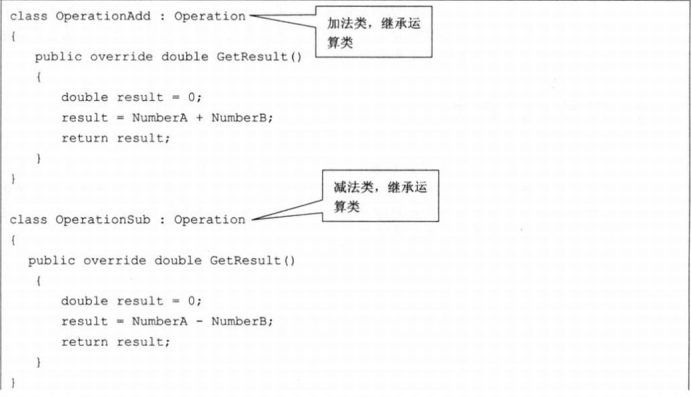 class OperationAdd : Operation
加法类，继承运
算类
{
public override double GetResult()
{
double result = 0;
result = NumberA + NumberB;
return result;
}
}
减法类，继承运
算类
class OperationSub : Operation
{
public override double GetResult()
{
double result = 0;
result = NumberA - NumberB;
return result;
}
}